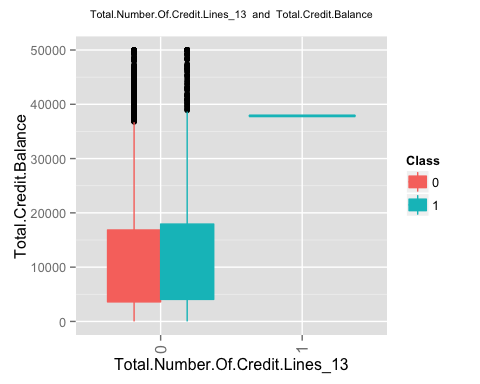 Total.Number.Of.Credit.Lines_13 and Total.Credit.Balance
Total.Credit.Balance
50000
40000
30000
20000
10000
0
0
1
Total.Number.Of.Credit.Lines_13
Class
0
1